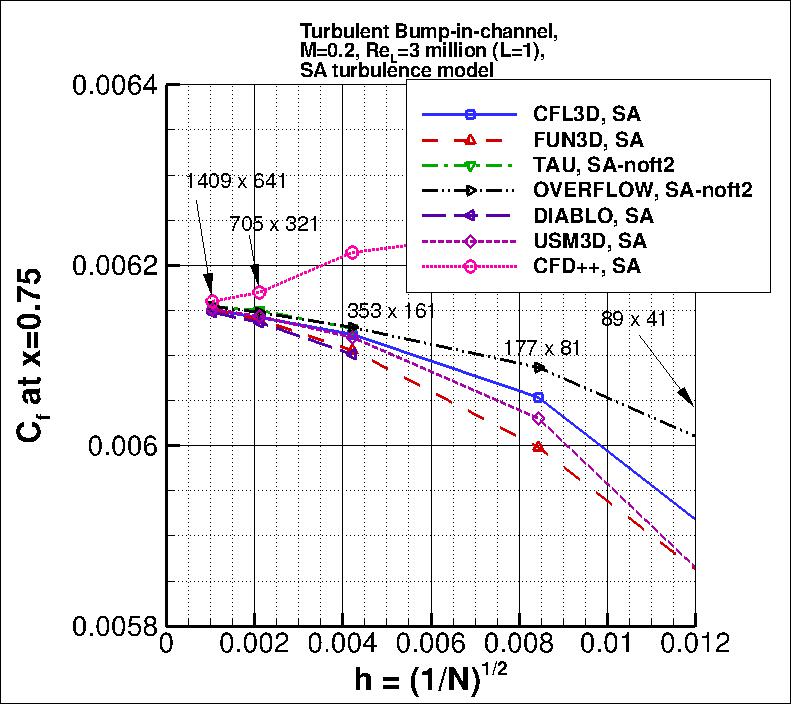 Turbulent Bump-in-channel,
M=0.2, Re_L=3 million (L=1),
SA turbulence model
0.0064
CFL3D, SA
FUN3D, SA
TAU, SA-noft2
OVERFLOW, SA-noft2
DIABLO, SA
USM3D, SA
CFD++, SA
1409 x 641
705 x 321
0.0062
353 x 161
89 x 41
177 x 81
C_f at x=0.75
0.006
0.0058
0 0.002 0.004 0.006 0.008 0.01 0.012
h = (1/N)^1/2